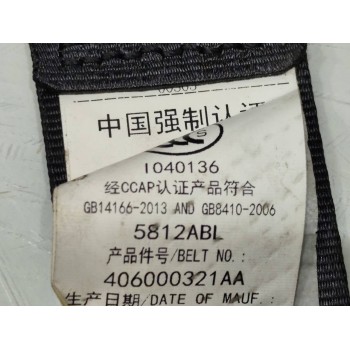 中国强制认证
S
I040136
经CCAP认证产品符合
GB14166-2013 AND GB8410-2006
5812ABL
产品件号/BELT NO.:
406000321AA
生产日期/DATE OF MAUF.: